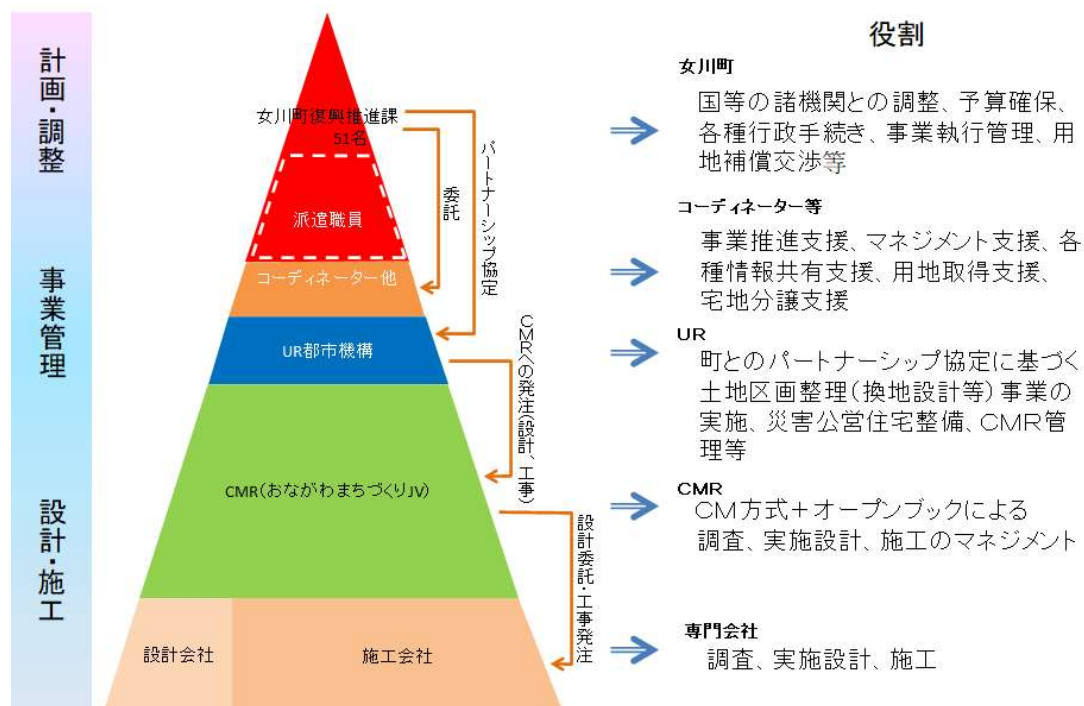 計画・調整
事業管理
設計・施工
女川町復興推進課
51名
派遣職員
コーディネーター他
UR都市機構
CMR(おながわまちづくりJV)
設計会社
施工会社
委託
パートナーシップ協定
CMRへの発注(設計、工事)
設計委託・工事発注
役割
女川町
国等の諸機関との調整、予算確保、
各種行政手続き、事業執行管理、用
地補償交渉等
コーディネーター等
事業推進支援、マネジメント支援、各
種情報共有支援、用地取得支援、
宅地分譲支援
UR
町とのパートナーシップ協定に基づく
土地区画整理(換地設計等)事業の
実施、災害公営住宅整備、CMR管
理等
CMR
CM方式+オープンブックによる
調査、実施設計、施工のマネジメント
専門会社
調査、実施設計、施工